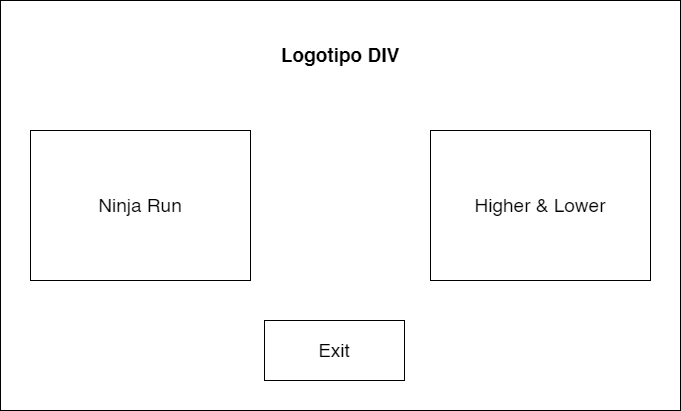 Logotipo DIV
Ninja Run
Higher & Lower
Exit